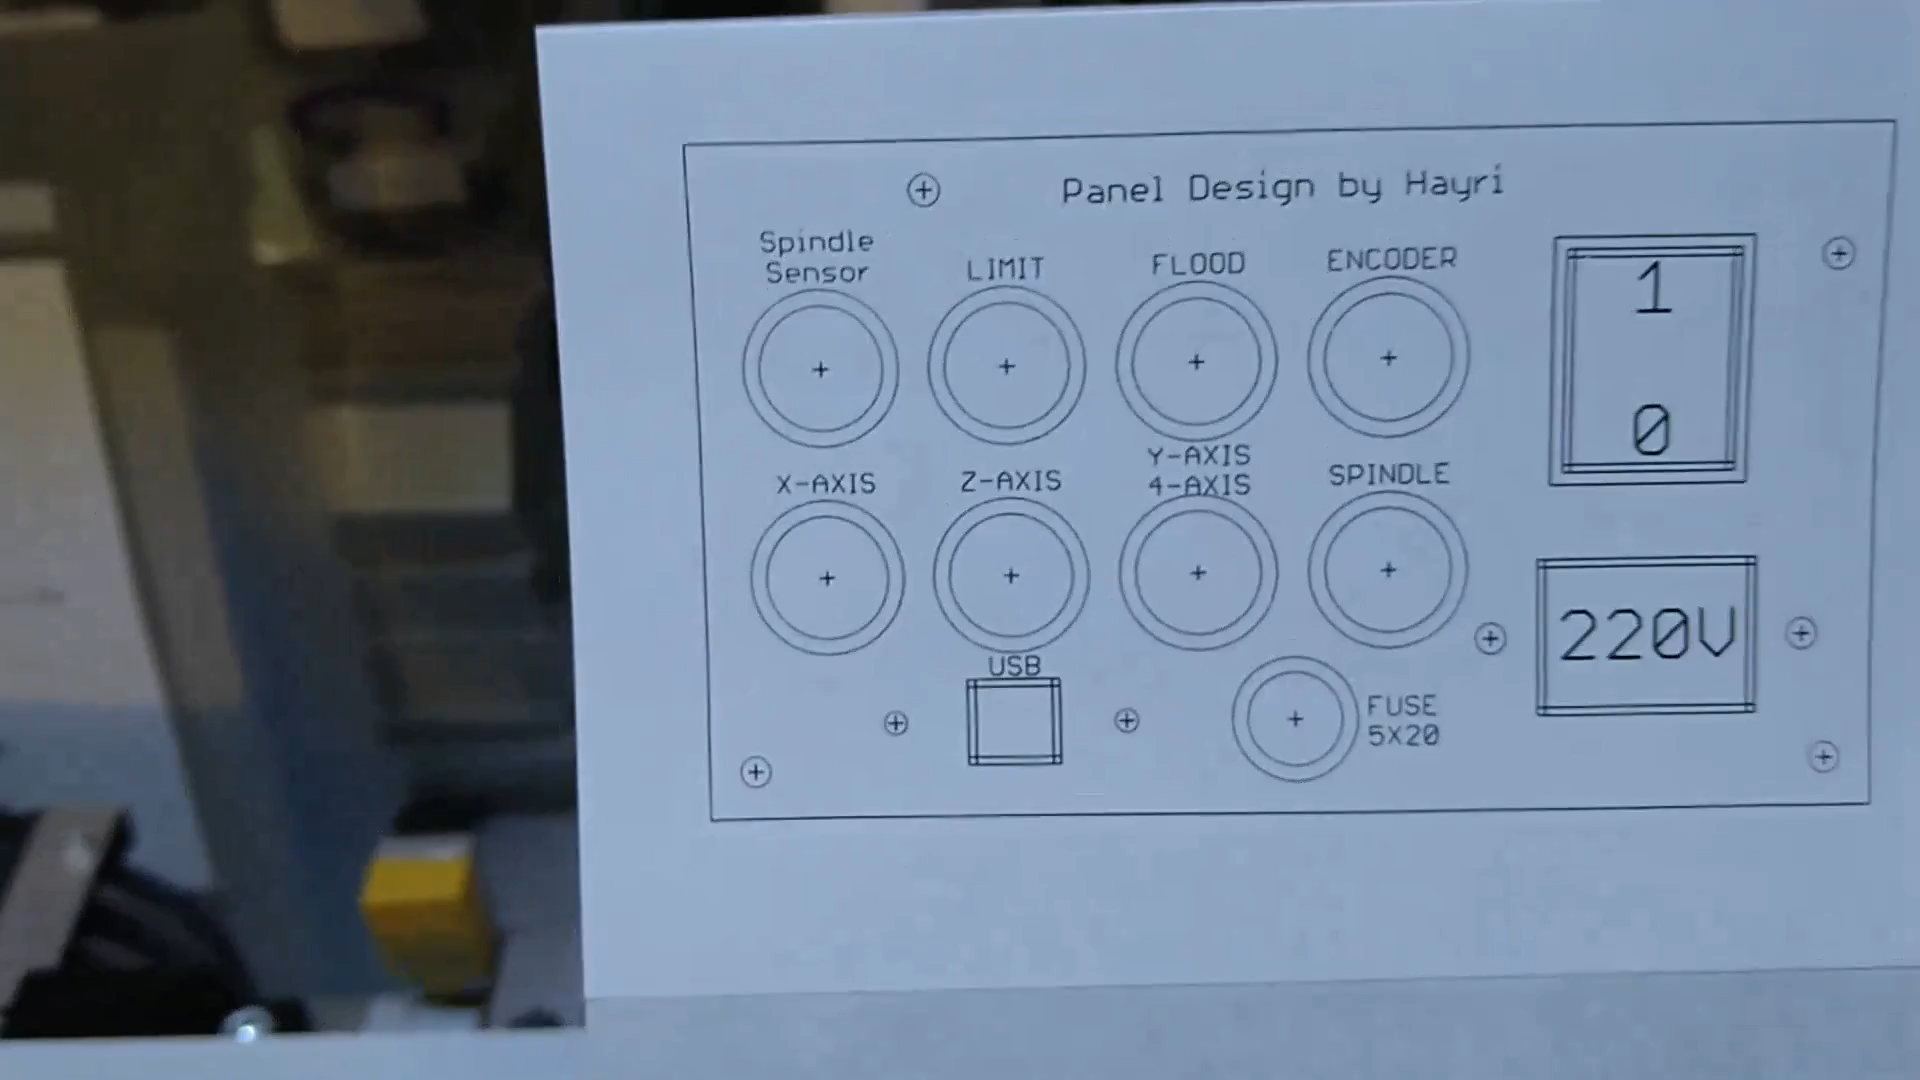 Panel Design by Hayri
Spindle
Sensor
LIMIT
FLOOD
ENCODER
1
0
X-AXIS
Z-AXIS
Y-AXIS
4-AXIS
SPINDLE
220V
USB
FUSE
5X20